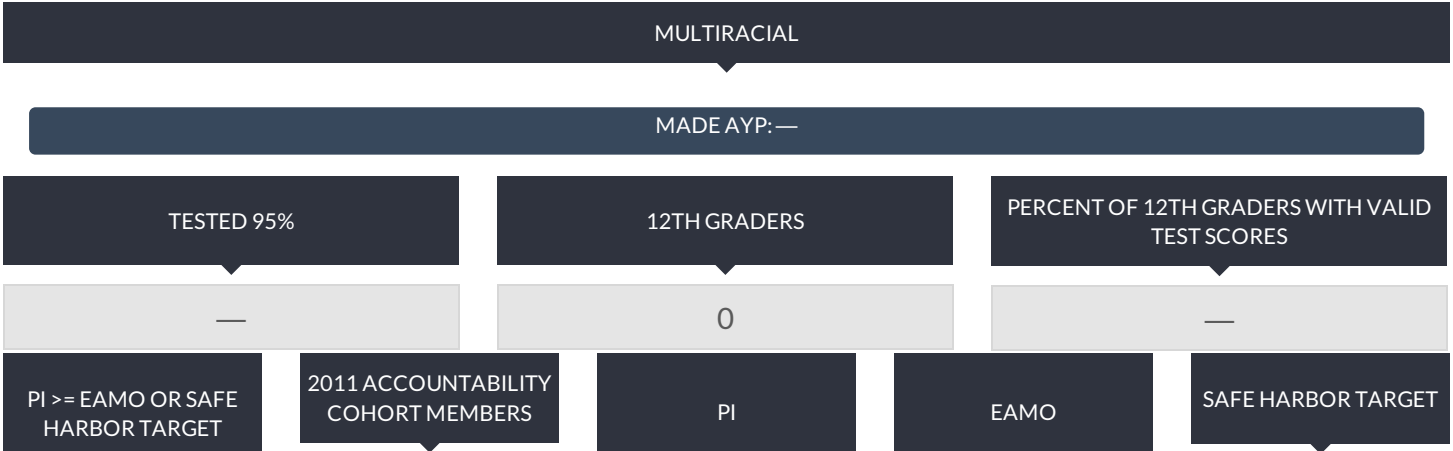 MULTIRACIAL
MADE AYP: —
TESTED 95%
12TH GRADERS
PERCENT OF 12TH GRADERS WITH VALID
TEST SCORES
—
0
—
PI >= EAMO OR SAFE
HARBOR TARGET
2011 ACCOUNTABILITY
COHORT MEMBERS
PI
EAMO
SAFE HARBOR TARGET